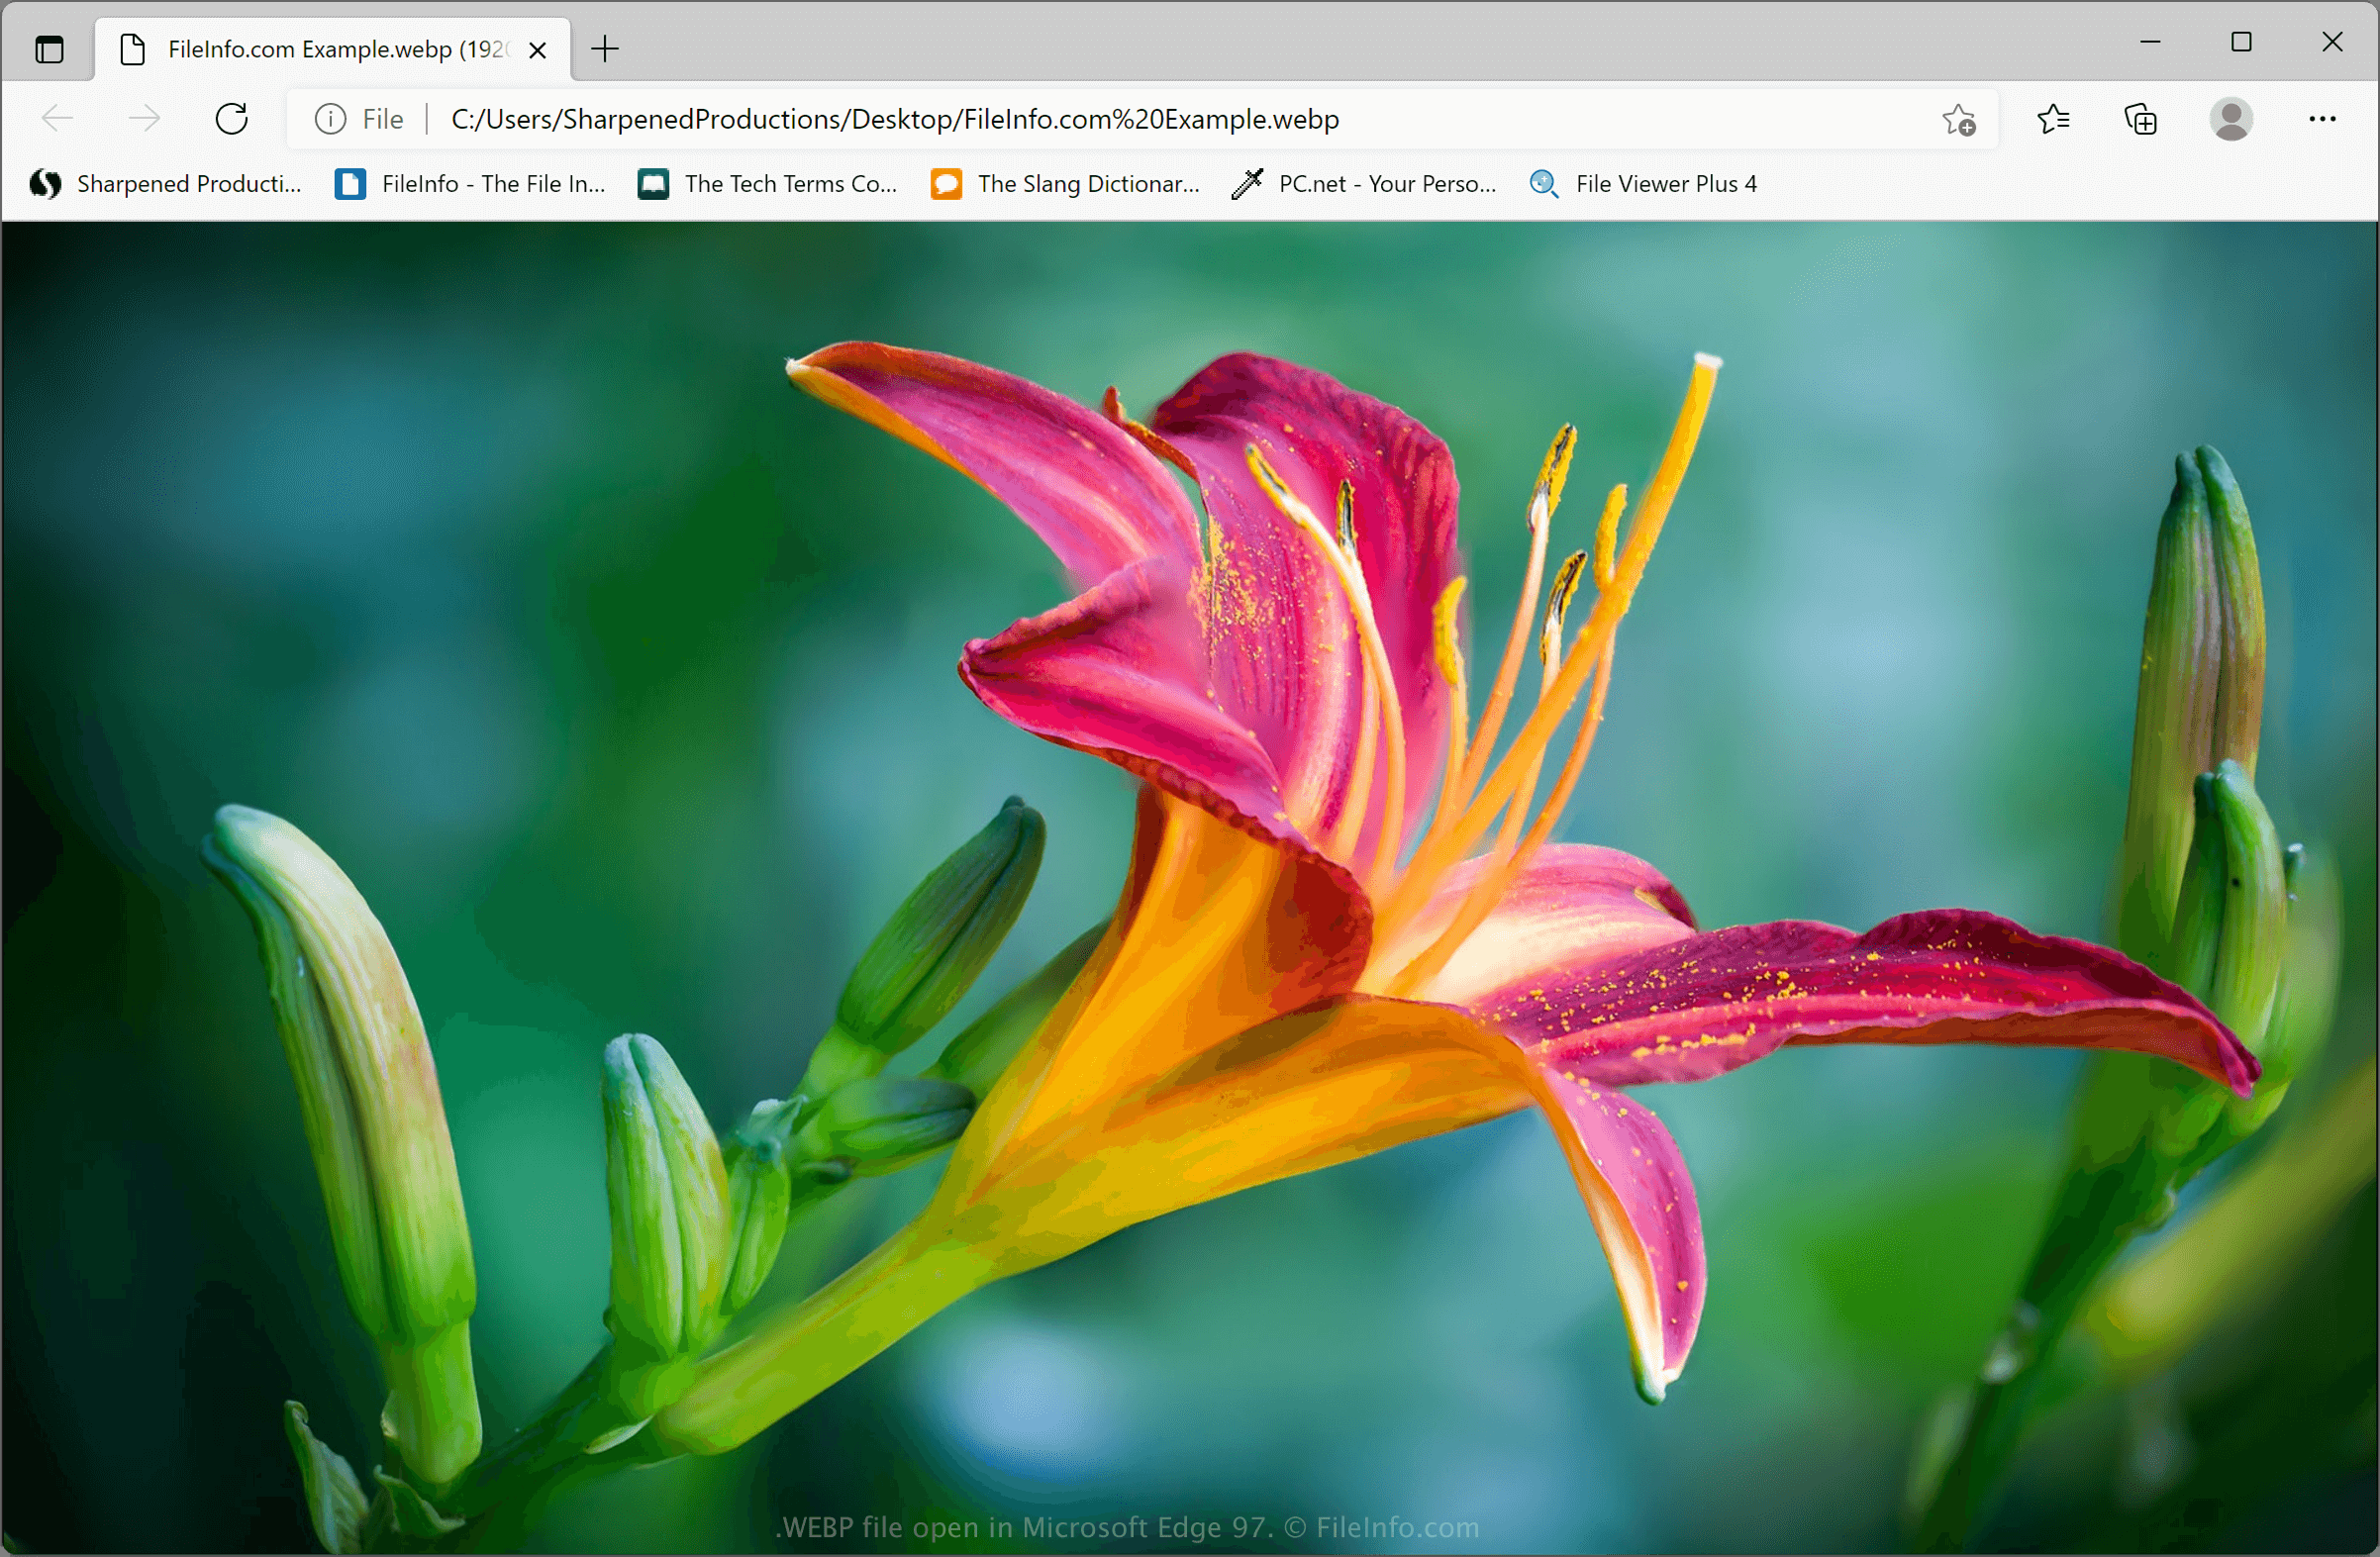 FileInfo.com Example.webp (192
File
C:/Users/SharpenedProductions/Desktop/FileInfo.com%20Example.webp
Sharpened Producti... FileInfo - The File In... The Tech Terms Co... The Slang Dictionar... PC.net - Your Perso... File Viewer Plus 4
.WEBP file open in Microsoft Edge 97. © FileInfo.com